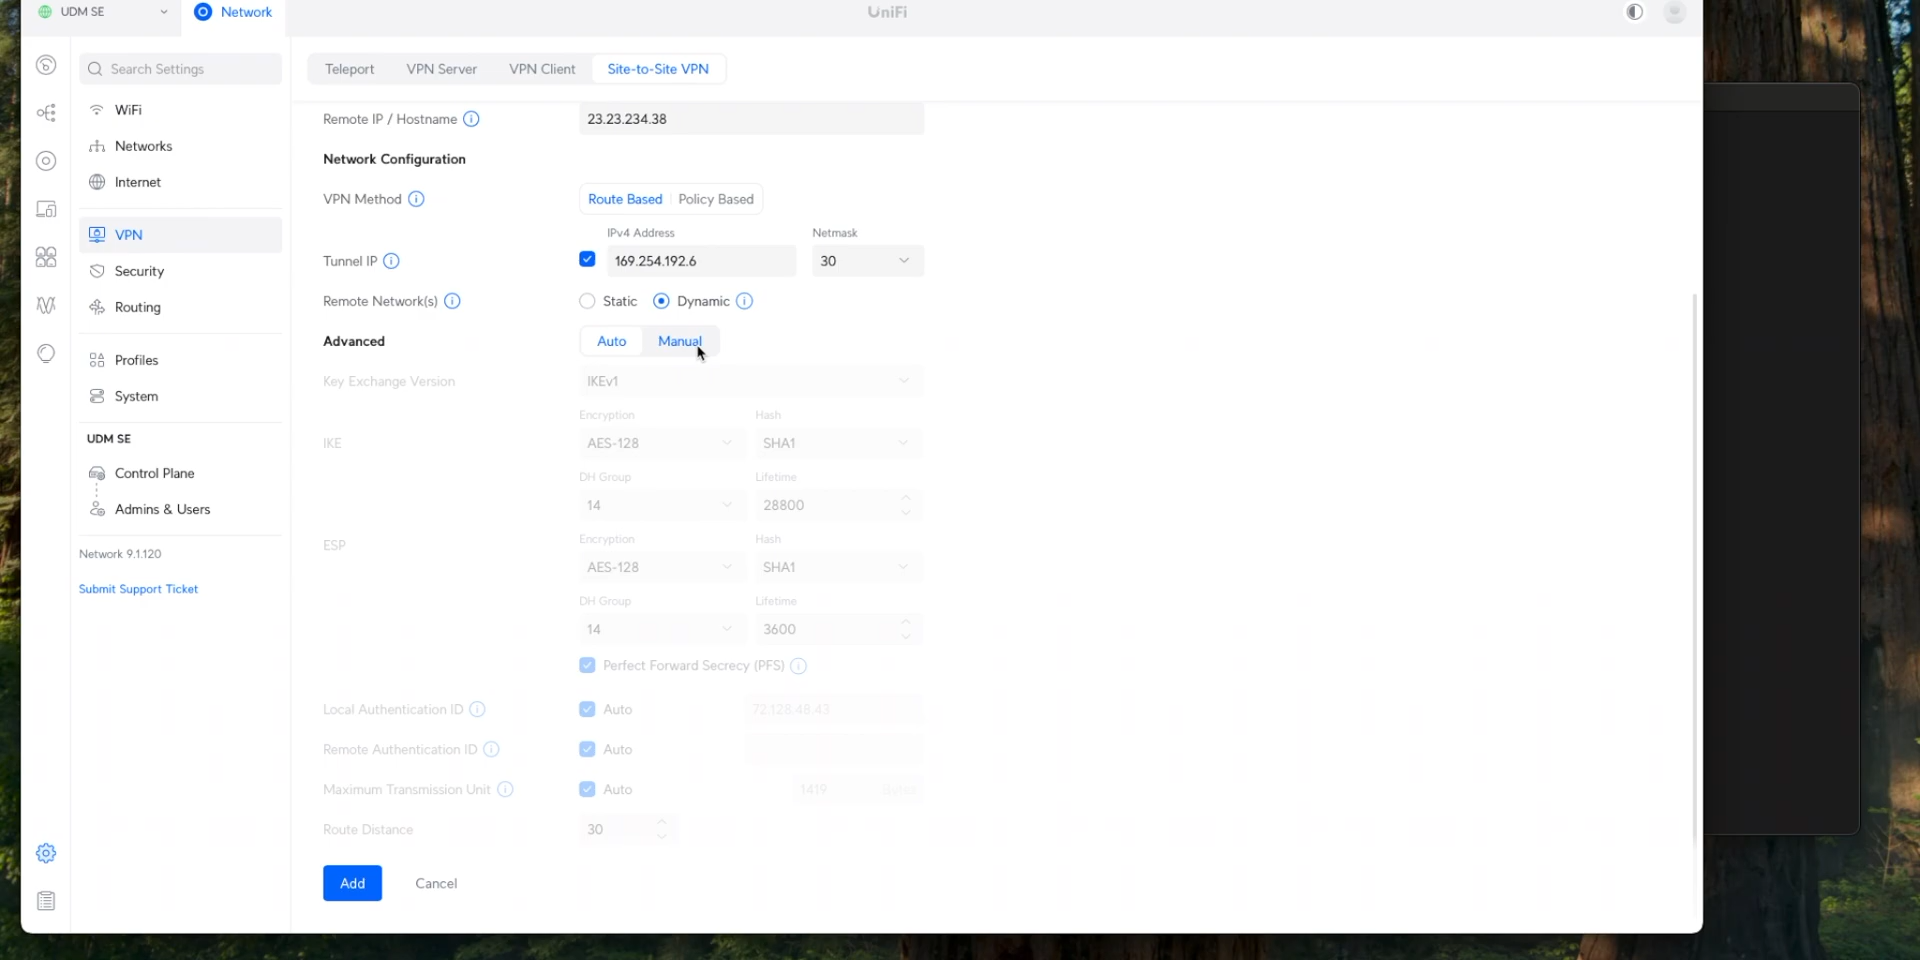 UDM SE
Network
UniFi
Search Settings
Teleport
VPN Server
VPN Client
Site-to-Site VPN
WiFi
Networks
Internet
VPN
Security
Routing
Profiles
System
UDM SE
Control Plane
Admins & Users
Network 9.1.120
Submit Support Ticket
Remote IP / Hostname
23.23.234.38
Network Configuration
VPN Method
Route Based
Policy Based
IPv4 Address
Netmask
Tunnel IP
169.254.192.6
30
Remote Network(s)
Static
Dynamic
Advanced
Auto
Manual
Key Exchange Version
IKEv1
Encryption
Hash
IKE
AES-128
SHA1
DH Group
Lifetime
14
28800
Encryption
Hash
ESP
AES-128
SHA1
DH Group
Lifetime
14
3600
Perfect Forward Secrecy (PFS)
Local Authentication ID
Auto
72.128.48.43
Remote Authentication ID
Auto
Maximum Transmission Unit
Auto
1419
Bytes
Route Distance
30
Add
Cancel